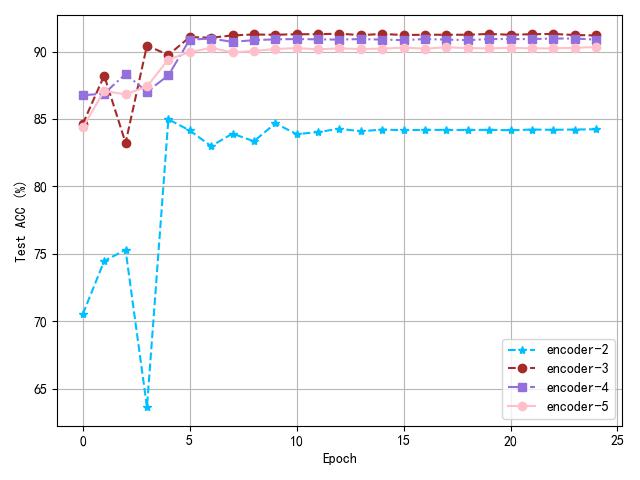 90
85
80
75
70
65
Test ACC (%)
0
5
10
15
20
25
Epoch
encoder-2
encoder-3
encoder-4
encoder-5